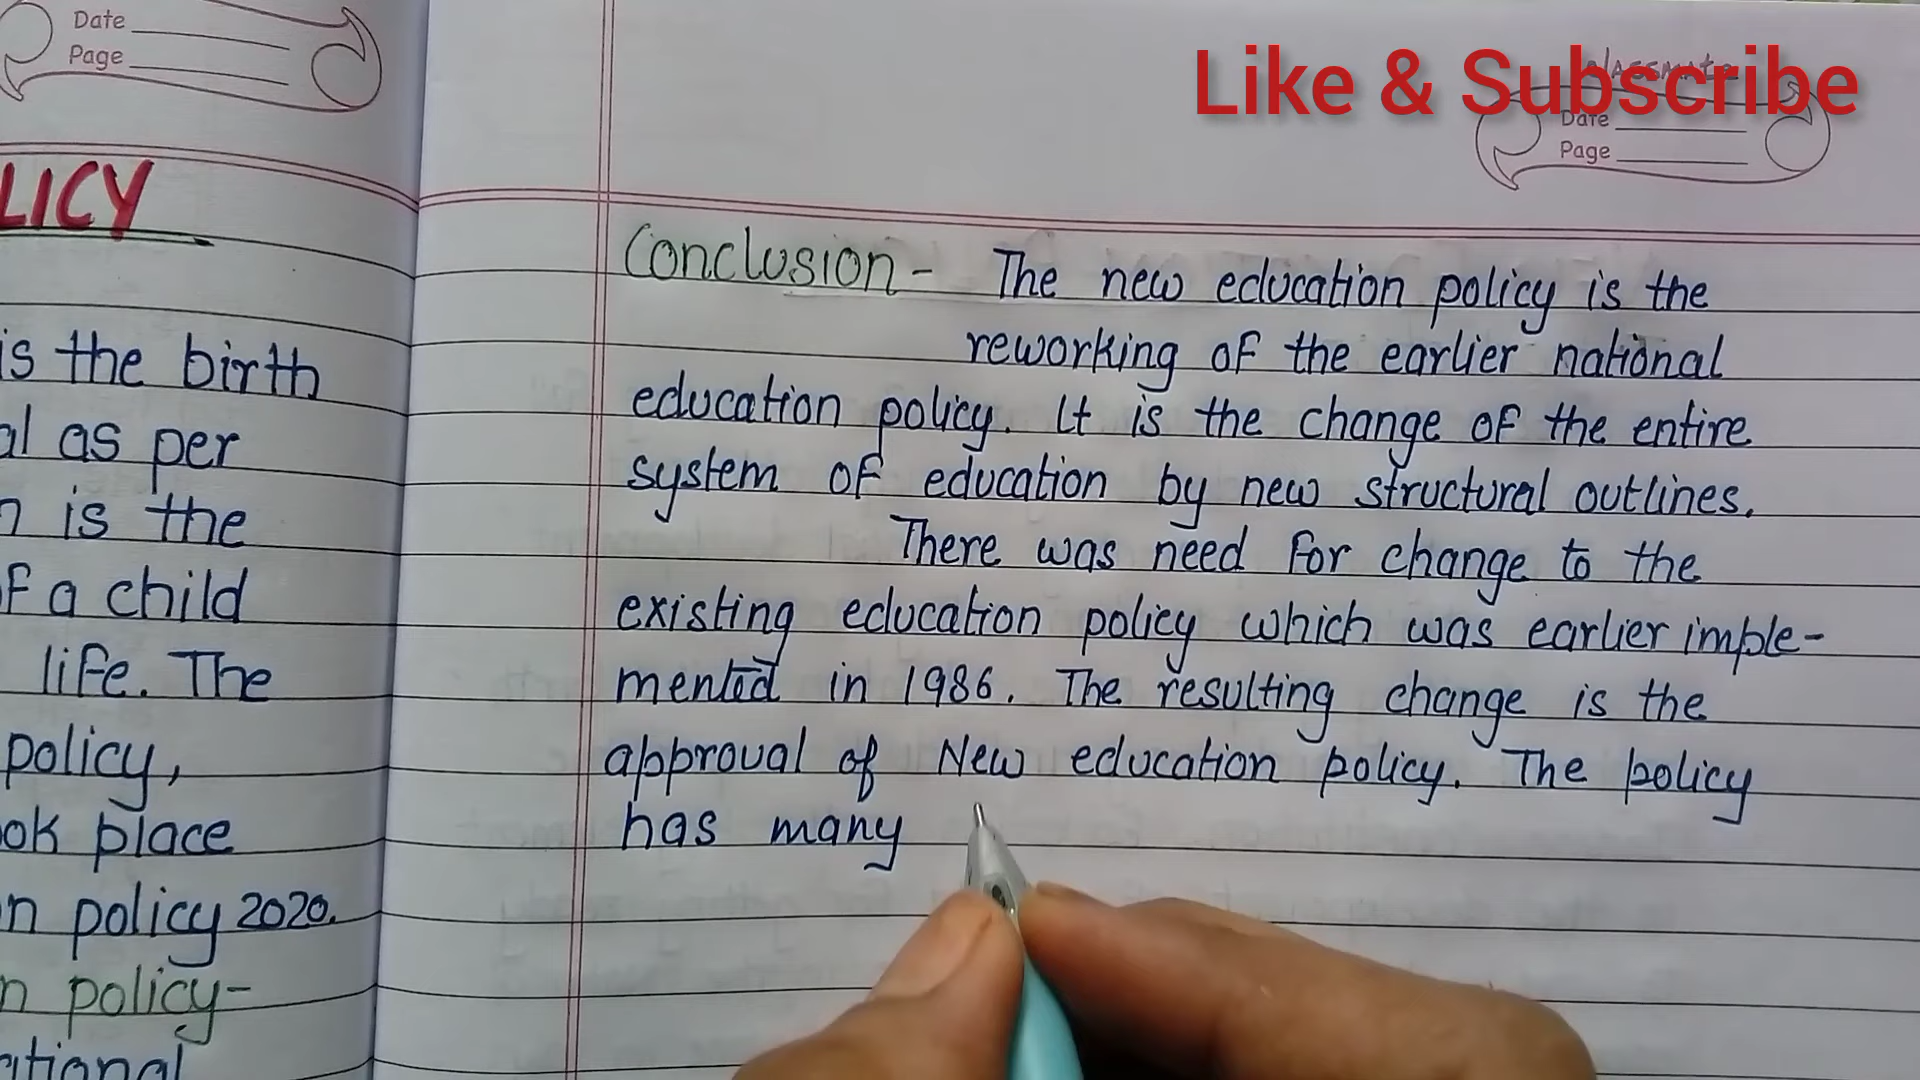 Date
Page
LICY
is the birth
al as per
n is the
f a child
life. The
policy,
ok place
n policy 2020.
n policy-
ational
Like & Subscribe
classmate
Date
Page
Conclusion - The new education policy is the
reworking of the earlier national
education policy. It is the change of the entire
system of education by new structural outlines.
There was need for change to the
existing education policy which was earlier imple-
mented in 1986. The resulting change is the
approval of New education policy. The policy
has many